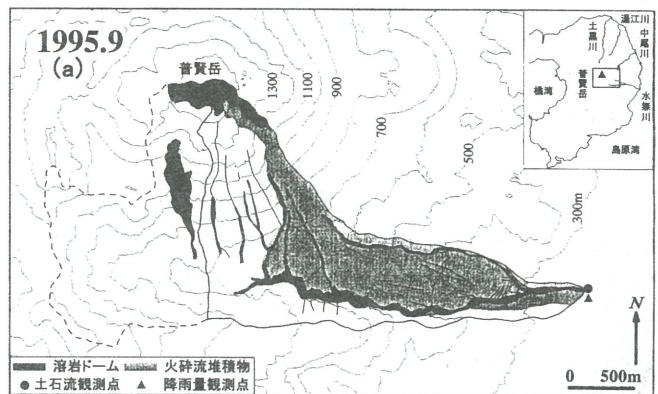 1995.9
(a)
普賢岳
1300
1100
900
700
500
300m
湯江川
土黒川
中尾川
普賢岳
橘湾
水無川
島原湾
N
0 500m
溶岩ドーム 火砕流堆積物
土石流観測点 降雨量観測点